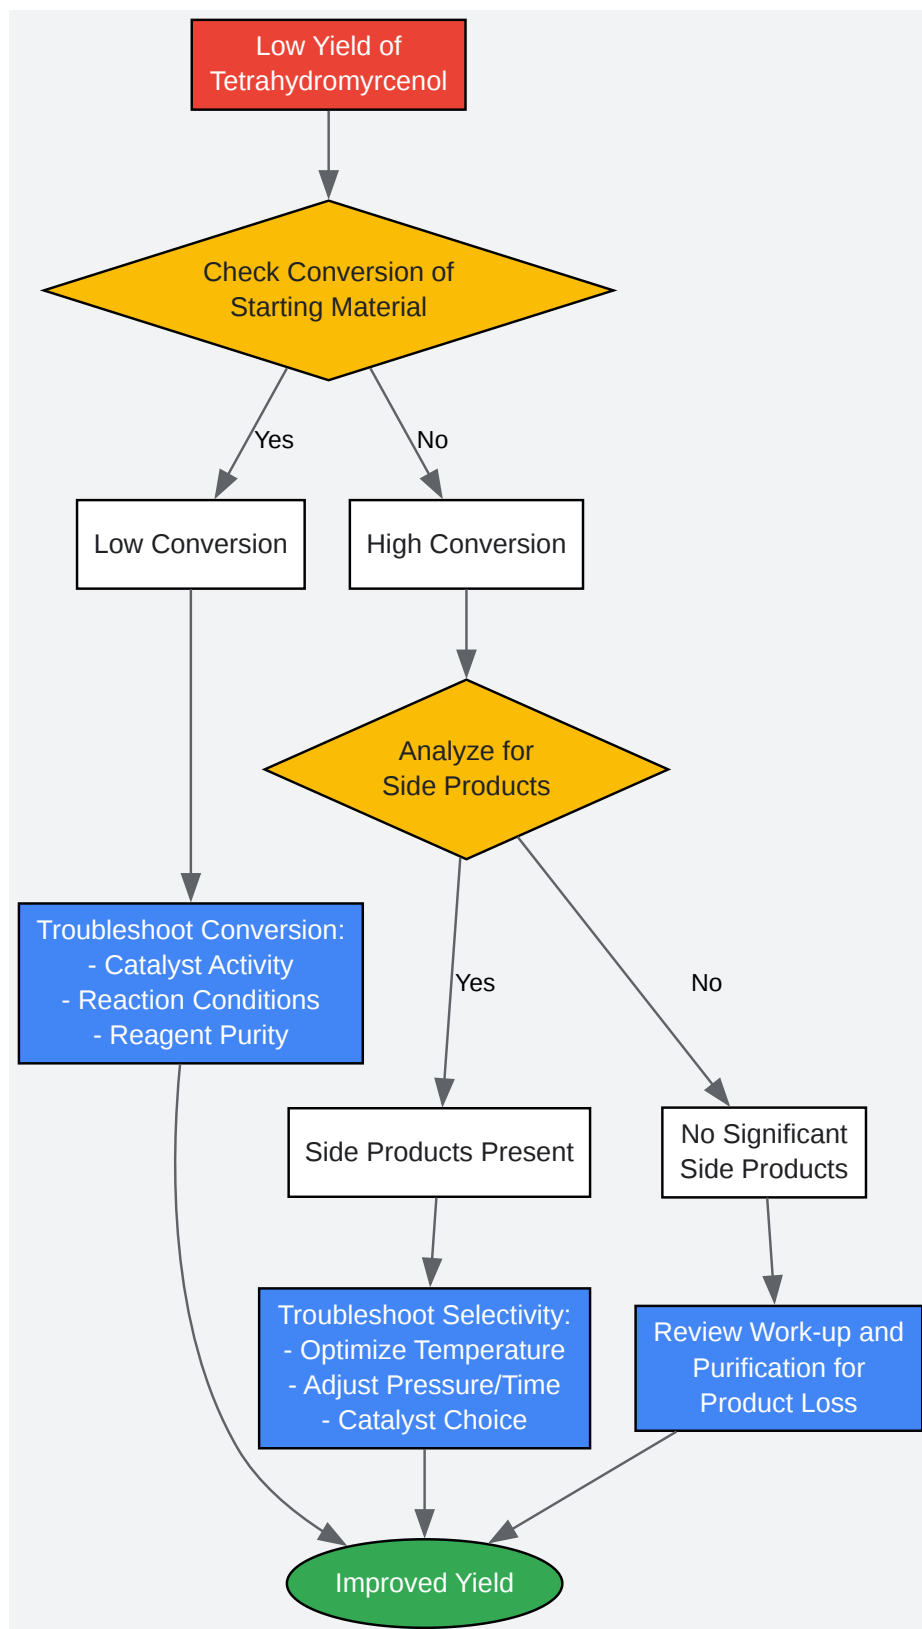 Low Yield of
Tetrahydromyrcenol
Check Conversion of
Starting Material
Yes
No
Low Conversion
High Conversion
Analyze for
Side Products
Troubleshoot Conversion:
- Catalyst Activity
- Reaction Conditions
- Reagent Purity
Yes
No
Side Products Present
No Significant
Side Products
Troubleshoot Selectivity:
- Optimize Temperature
- Adjust Pressure/Time
- Catalyst Choice
Review Work-up and
Purification for
Product Loss
Improved Yield